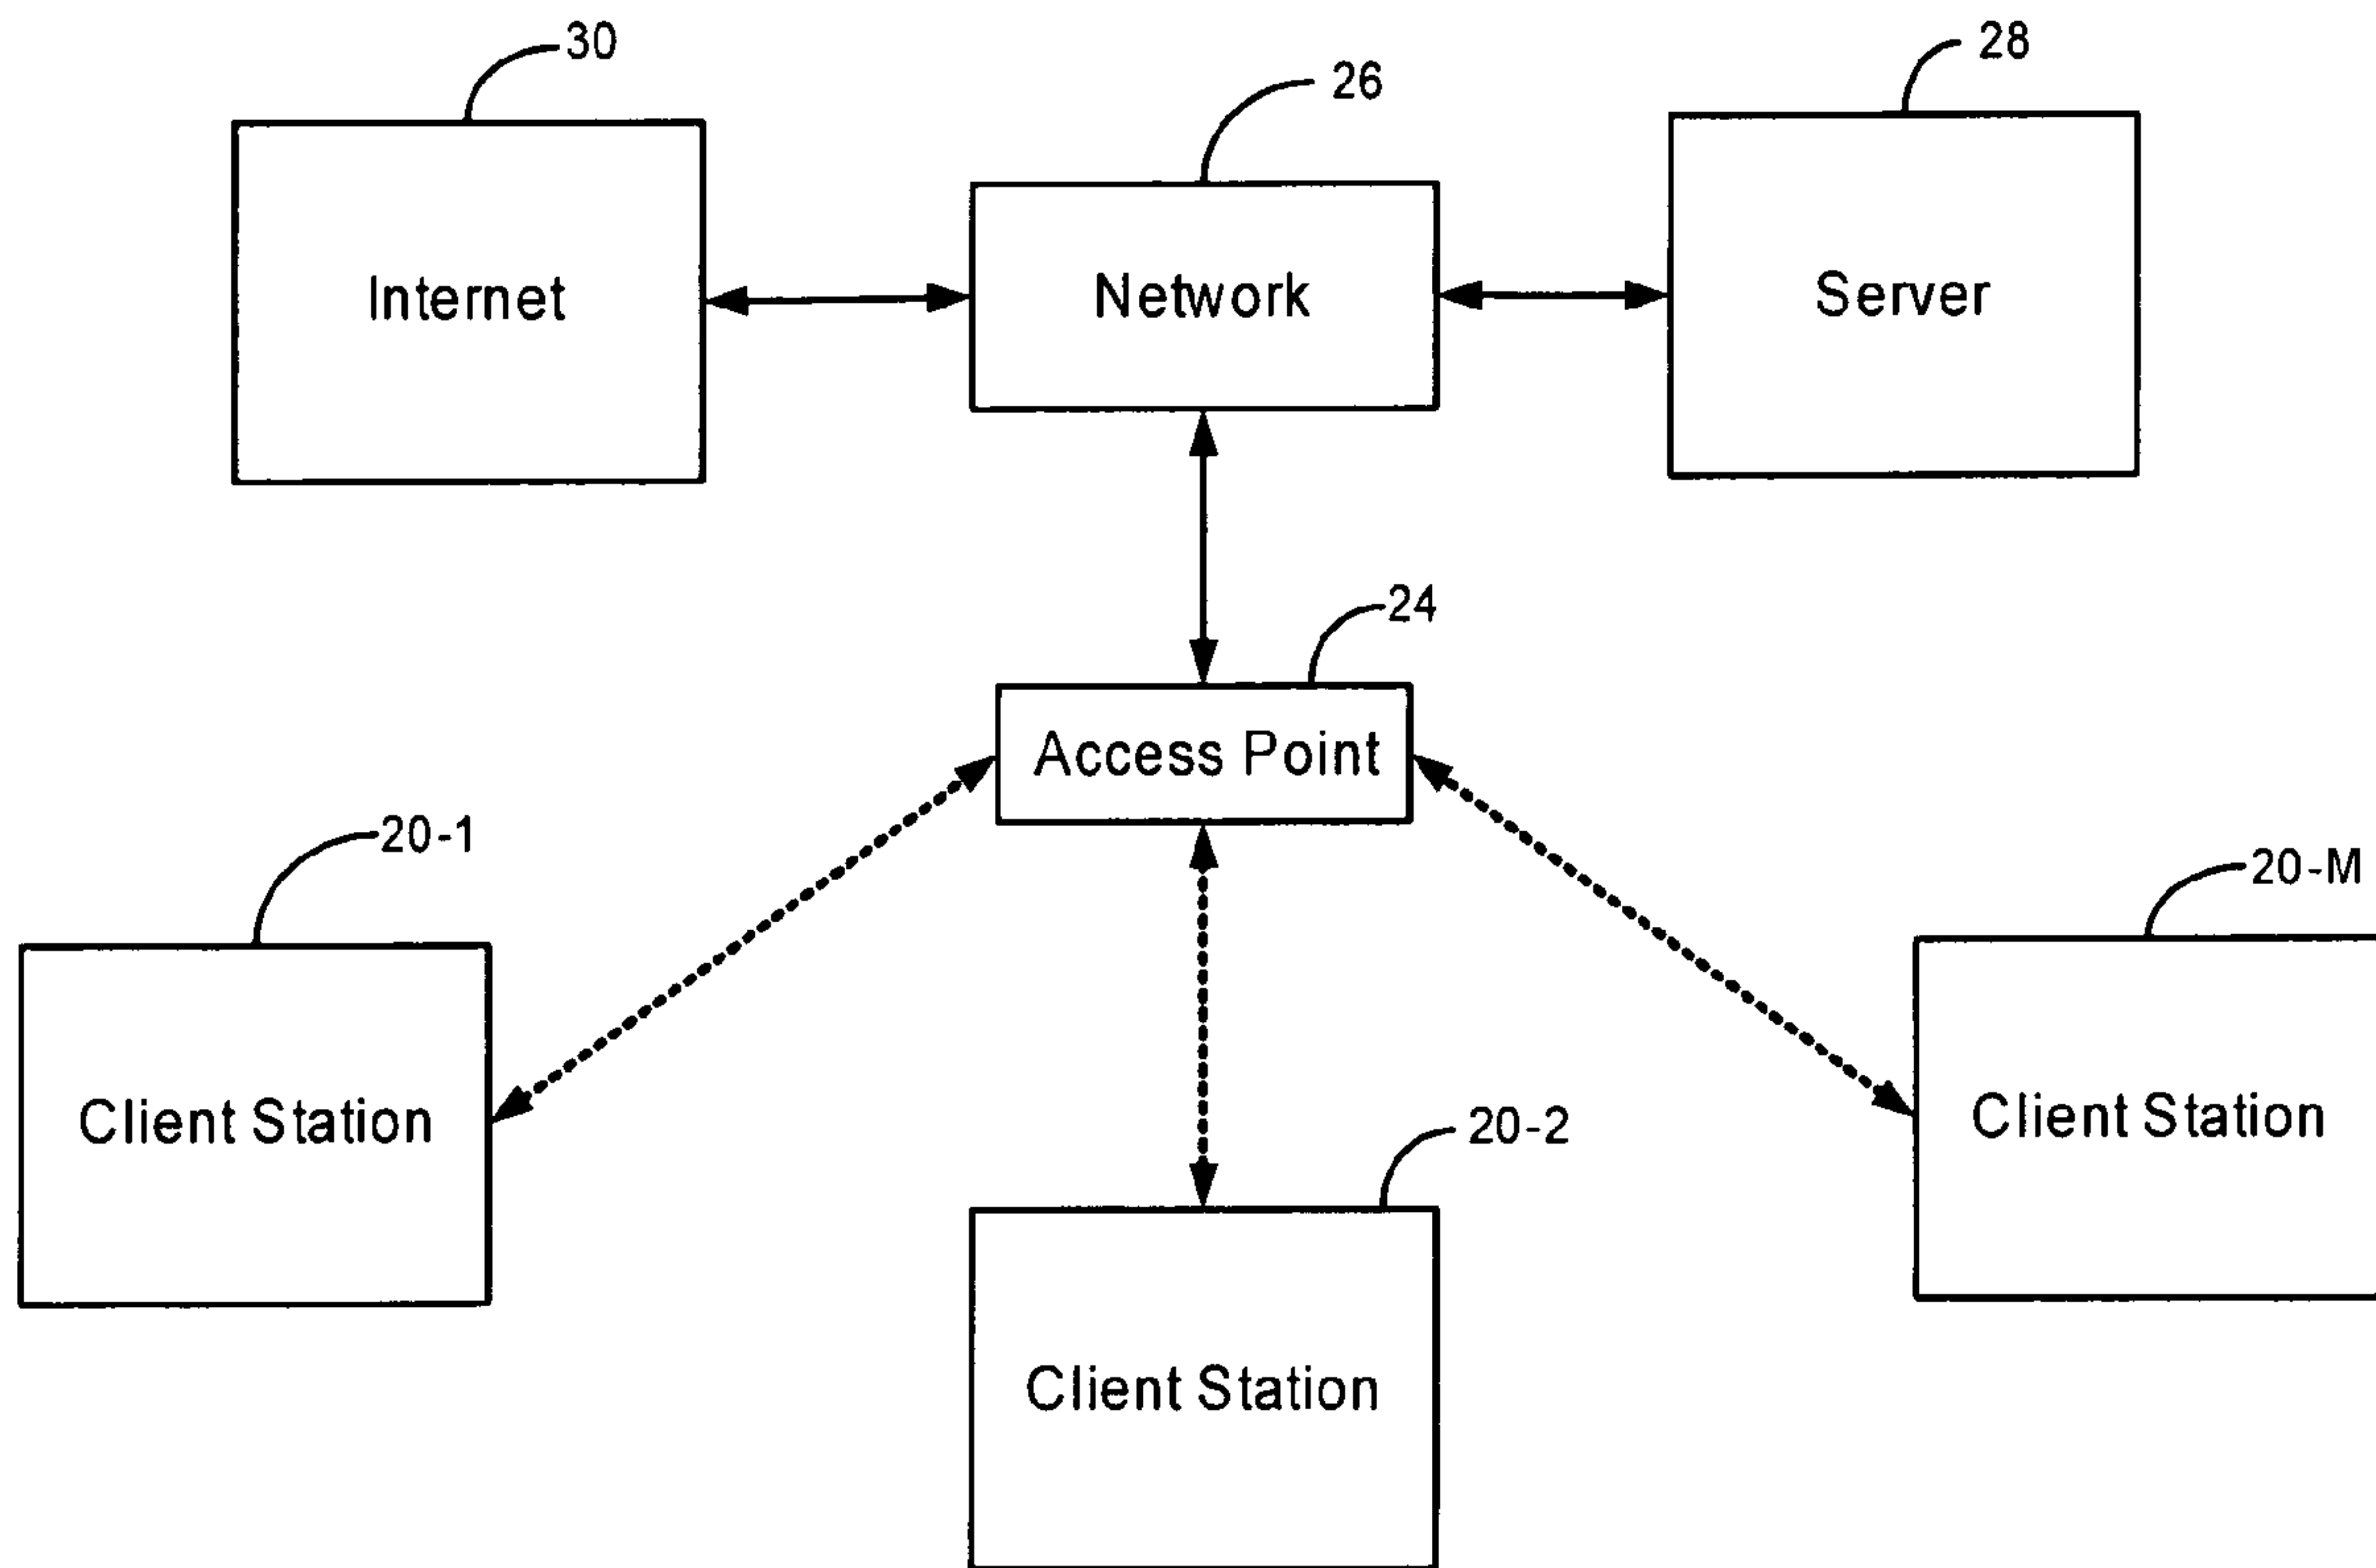 30
26
28
Internet
Network
Server
24
Access Point
20-1
20-M
Client Station
20-2
Client Station
Client Station